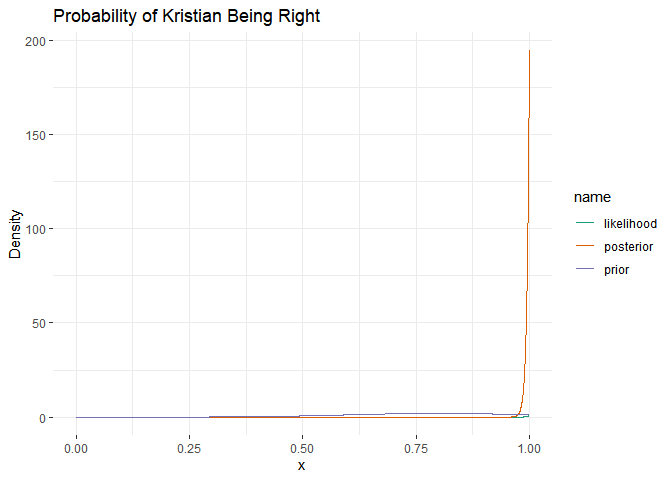 Probability of Kristian Being Right
200
150
100
50
0
Density
0.00 0.25 0.50 0.75 1.00
x
name
likelihood
posterior
prior